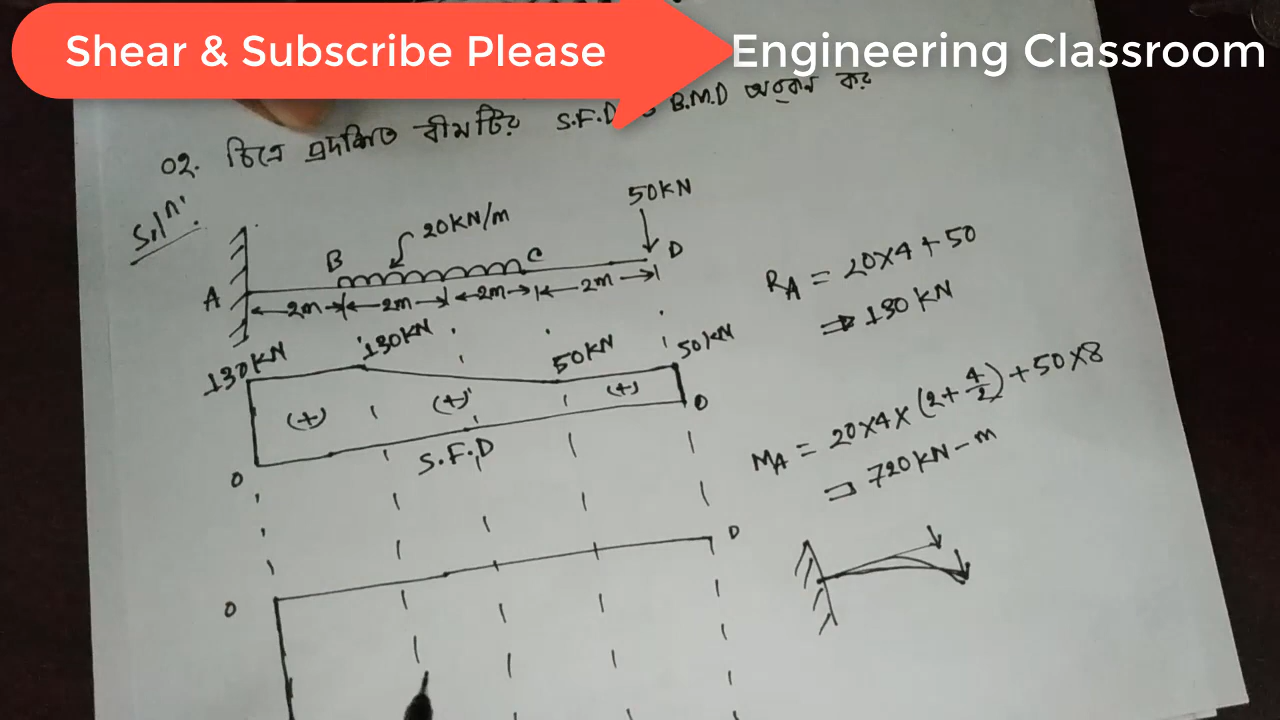 Shear & Subscribe Please
Engineering Classroom
02. চিত্রে প্রদর্শিত বীমটির S.F.D ও B.M.D অংকন কর
Solnⁿ:
50KN
20KN/m
B
C
D
A
2m 2m 2m 2m
RA = 20×4+50
⇒ 130 KN
130KN
130KN
50KN
50KN
(+) (+) (+)
0
S.F.D
0
MA = 20×4×(2+4/2)+50×8
⇒ 720KN-m
0
0